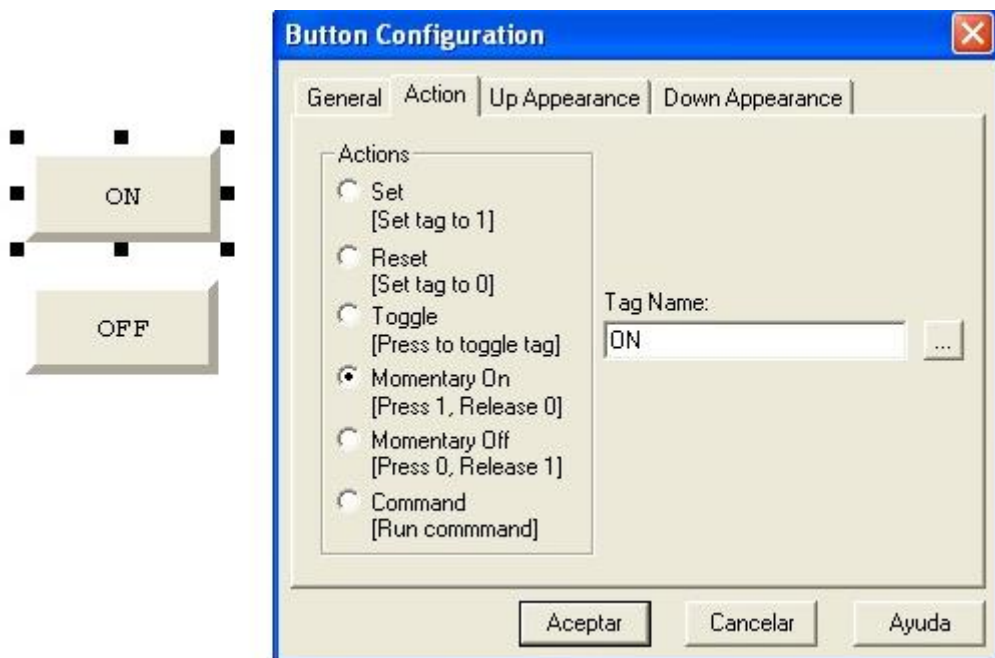 ON
OFF
Button Configuration
General
Action
Up Appearance
Down Appearance
Actions
Set
[Set tag to 1]
Reset
[Set tag to 0]
Toggle
[Press to toggle tag]
Momentary On
[Press 1, Release 0]
Momentary Off
[Press 0, Release 1]
Command
[Run commmand]
Tag Name:
ON
...
Aceptar
Cancelar
Ayuda